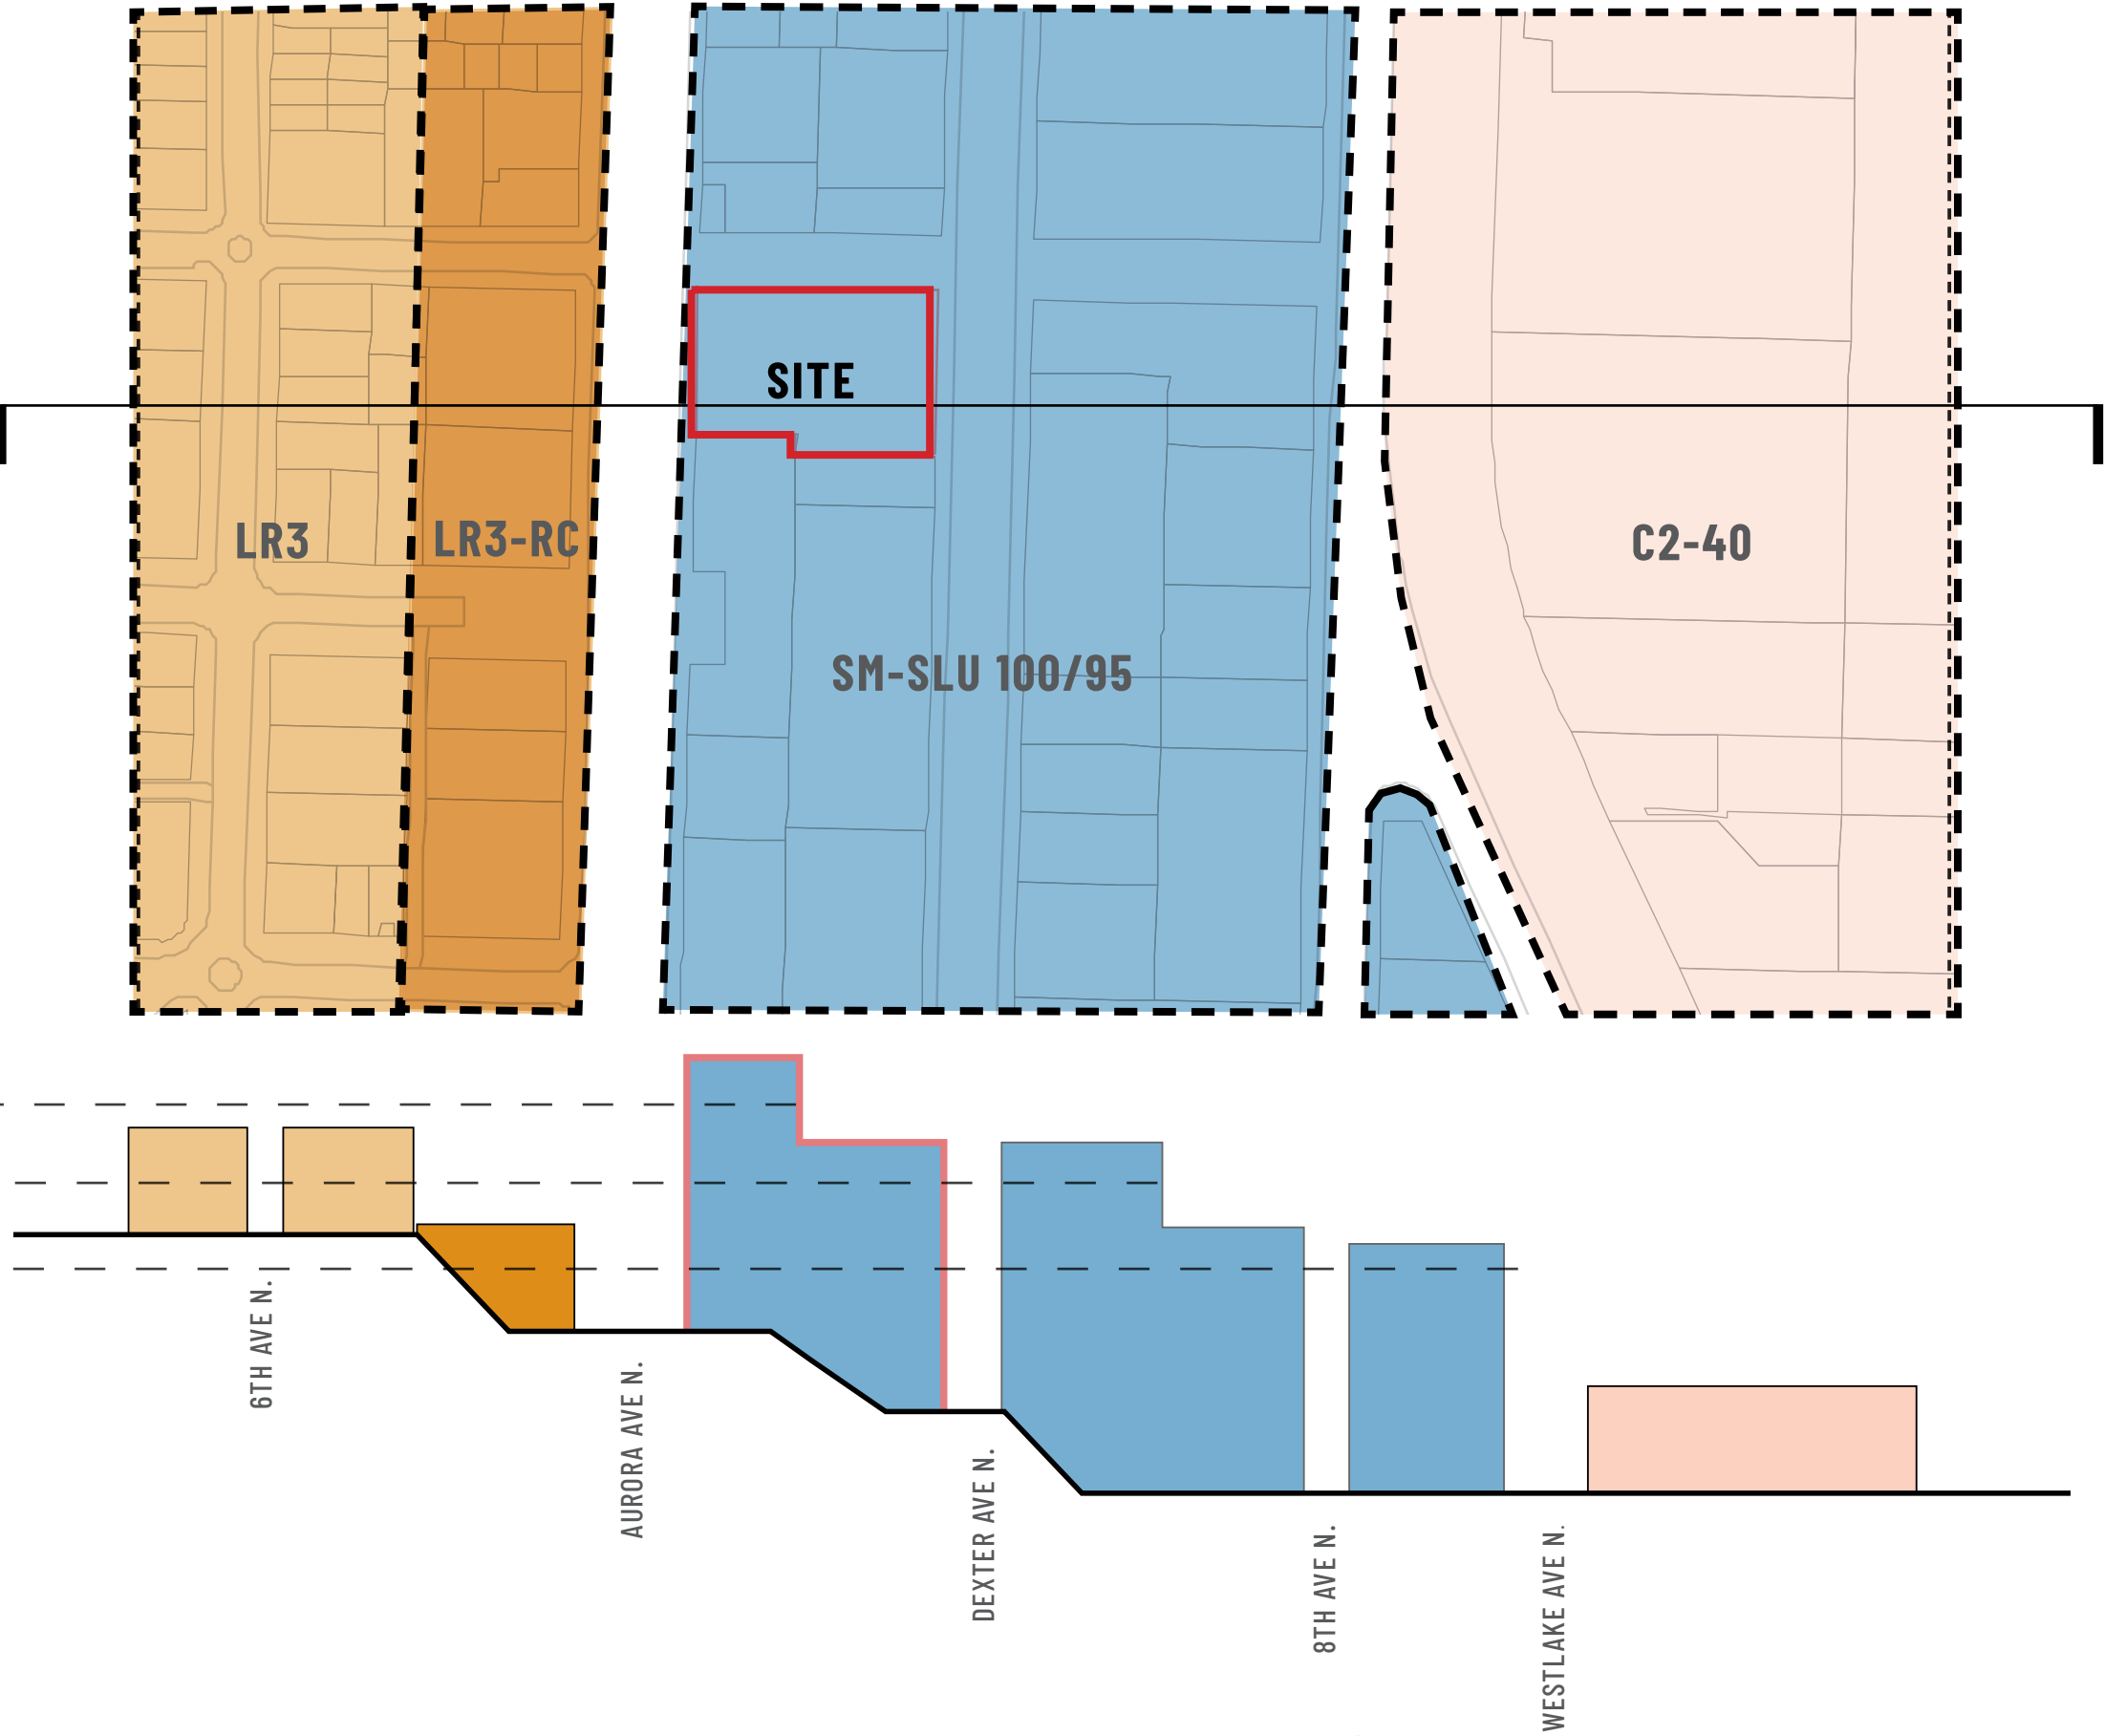 SITE
LR3
LR3-RC
C2-40
SM-SLU 100/95
6TH AVE N.
AURORA AVE N.
DEXTER AVE N.
8TH AVE N.
WESTLAKE AVE N.